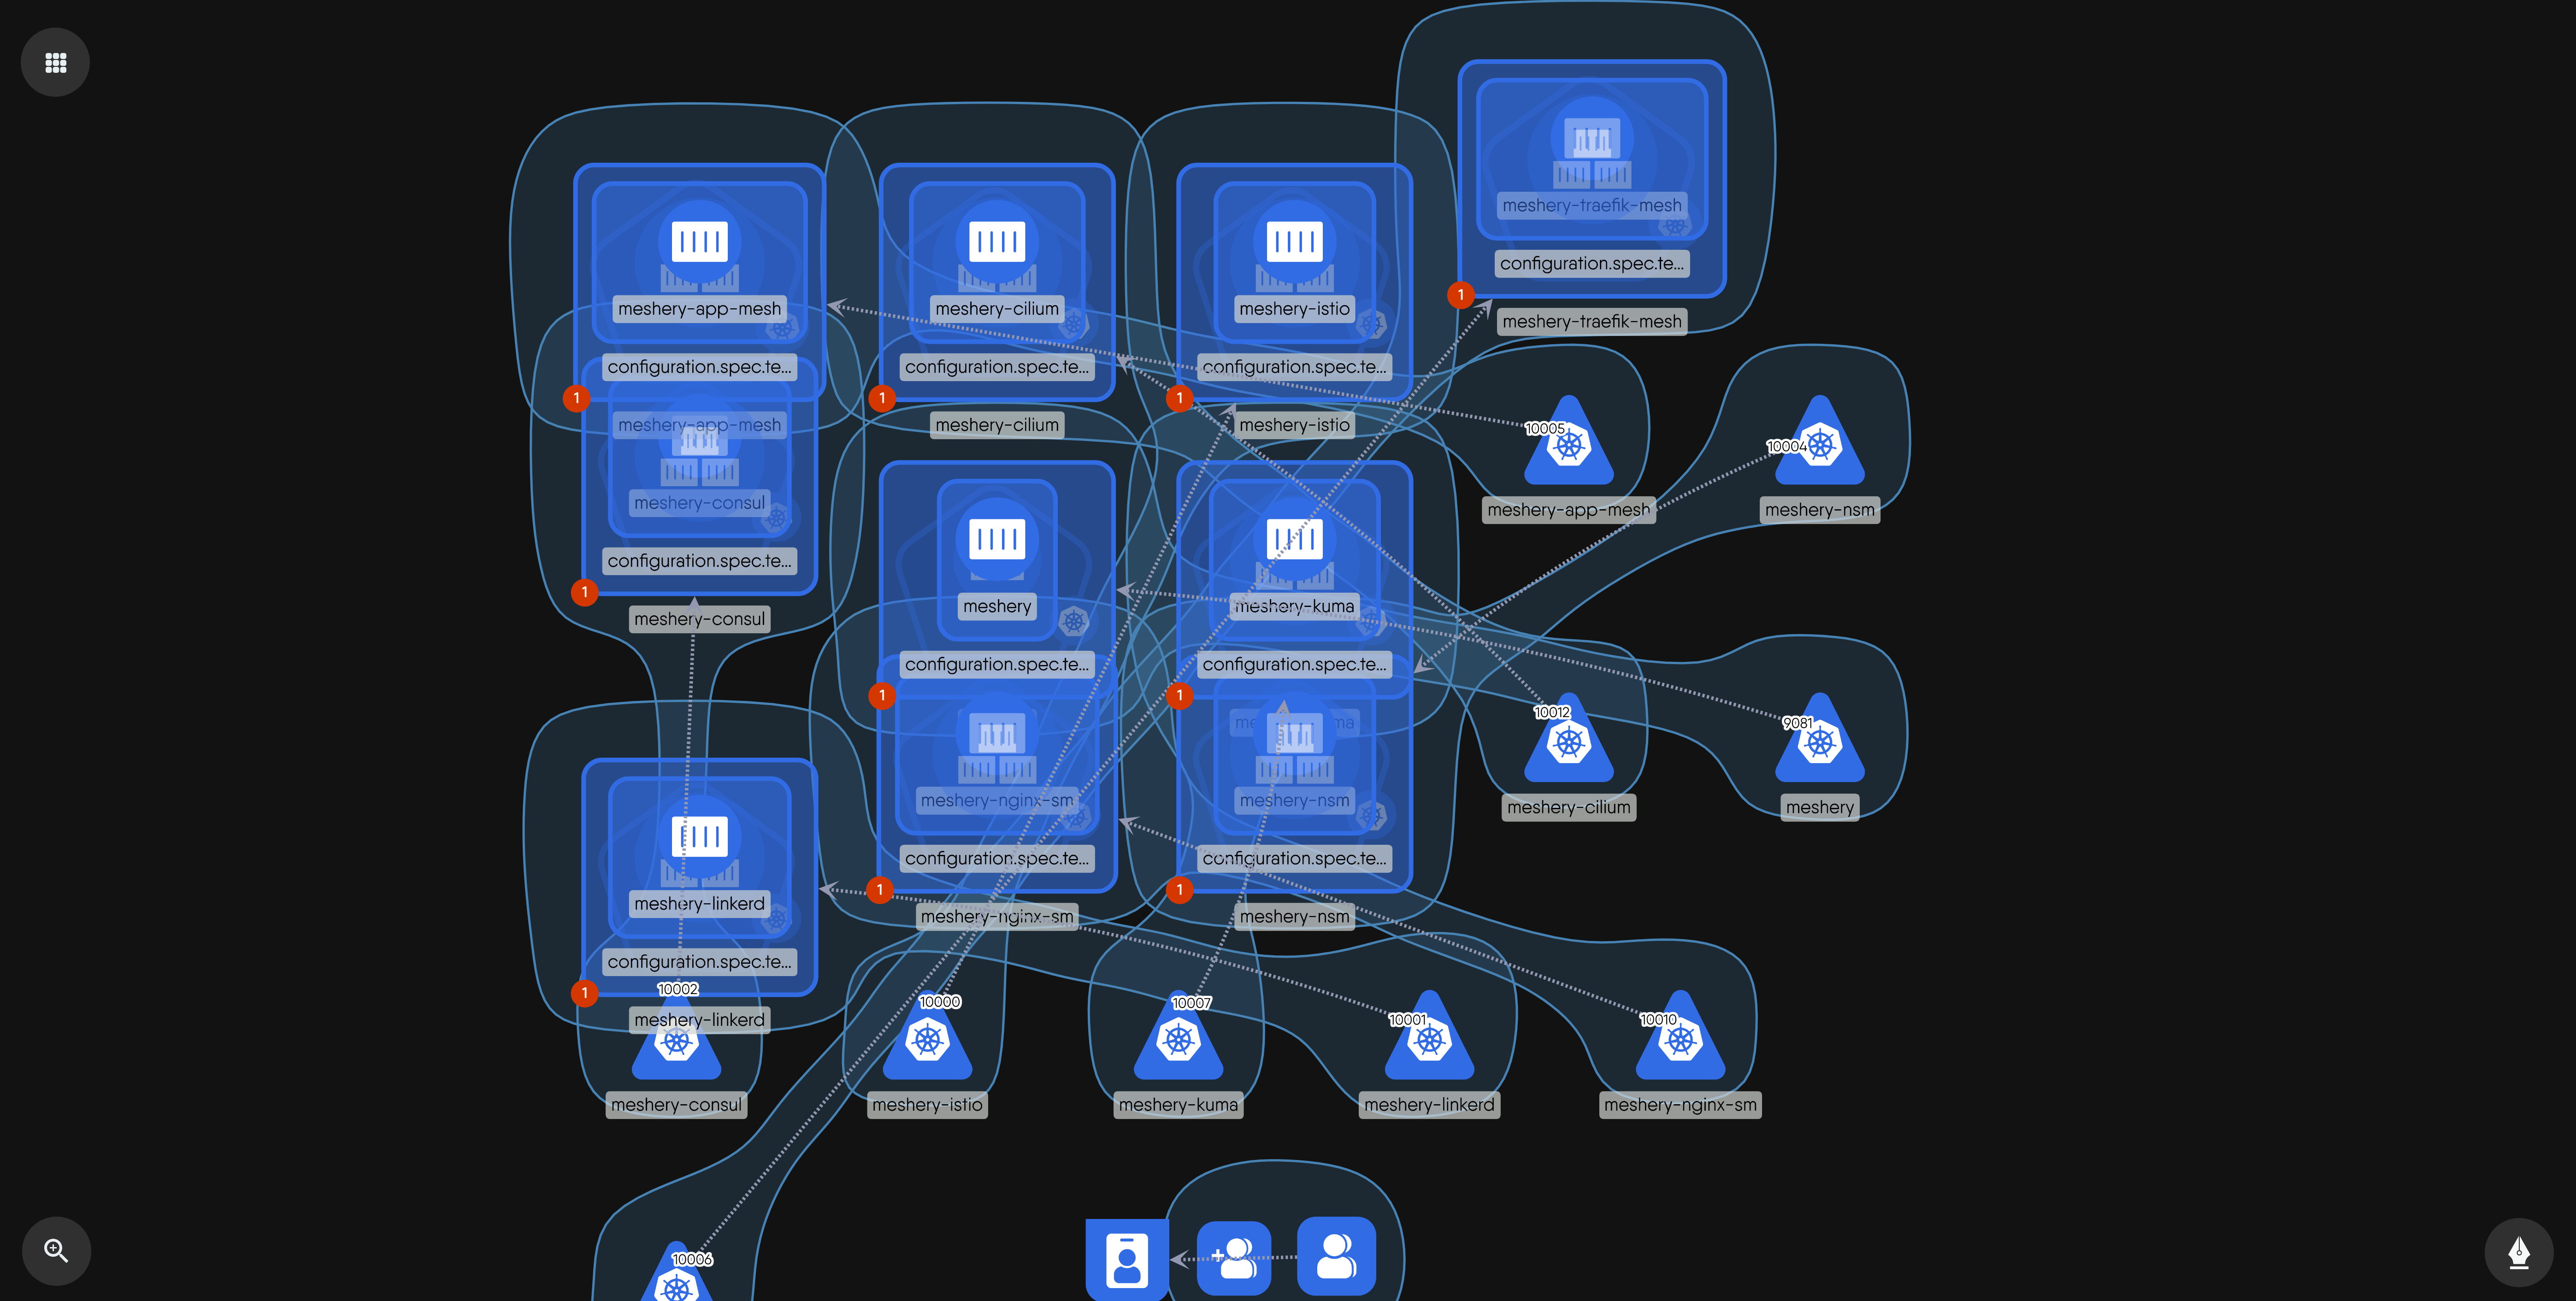 meshery-traefik-mesh
configuration.spec.te...
1
meshery-traefik-mesh
meshery-app-mesh
meshery-cilium
meshery-istio
configuration.spec.te...
configuration.spec.te...
configuration.spec.te...
1
1
1
meshery-app-mesh
meshery-cilium
meshery-istio
10005
10004
meshery-consul
meshery-app-mesh
meshery-nsm
configuration.spec.te...
1
meshery-consul
meshery
meshery-kuma
configuration.spec.te...
configuration.spec.te...
1
1
10012
9081
meshery-nginx-sm
meshery-nsm
meshery-cilium
meshery
configuration.spec.te...
configuration.spec.te...
1
1
meshery-linkerd
meshery-nginx-sm
meshery-nsm
configuration.spec.te...
1
10002
10000
10007
10001
10010
meshery-linkerd
meshery-consul
meshery-istio
meshery-kuma
meshery-linkerd
meshery-nginx-sm
10006